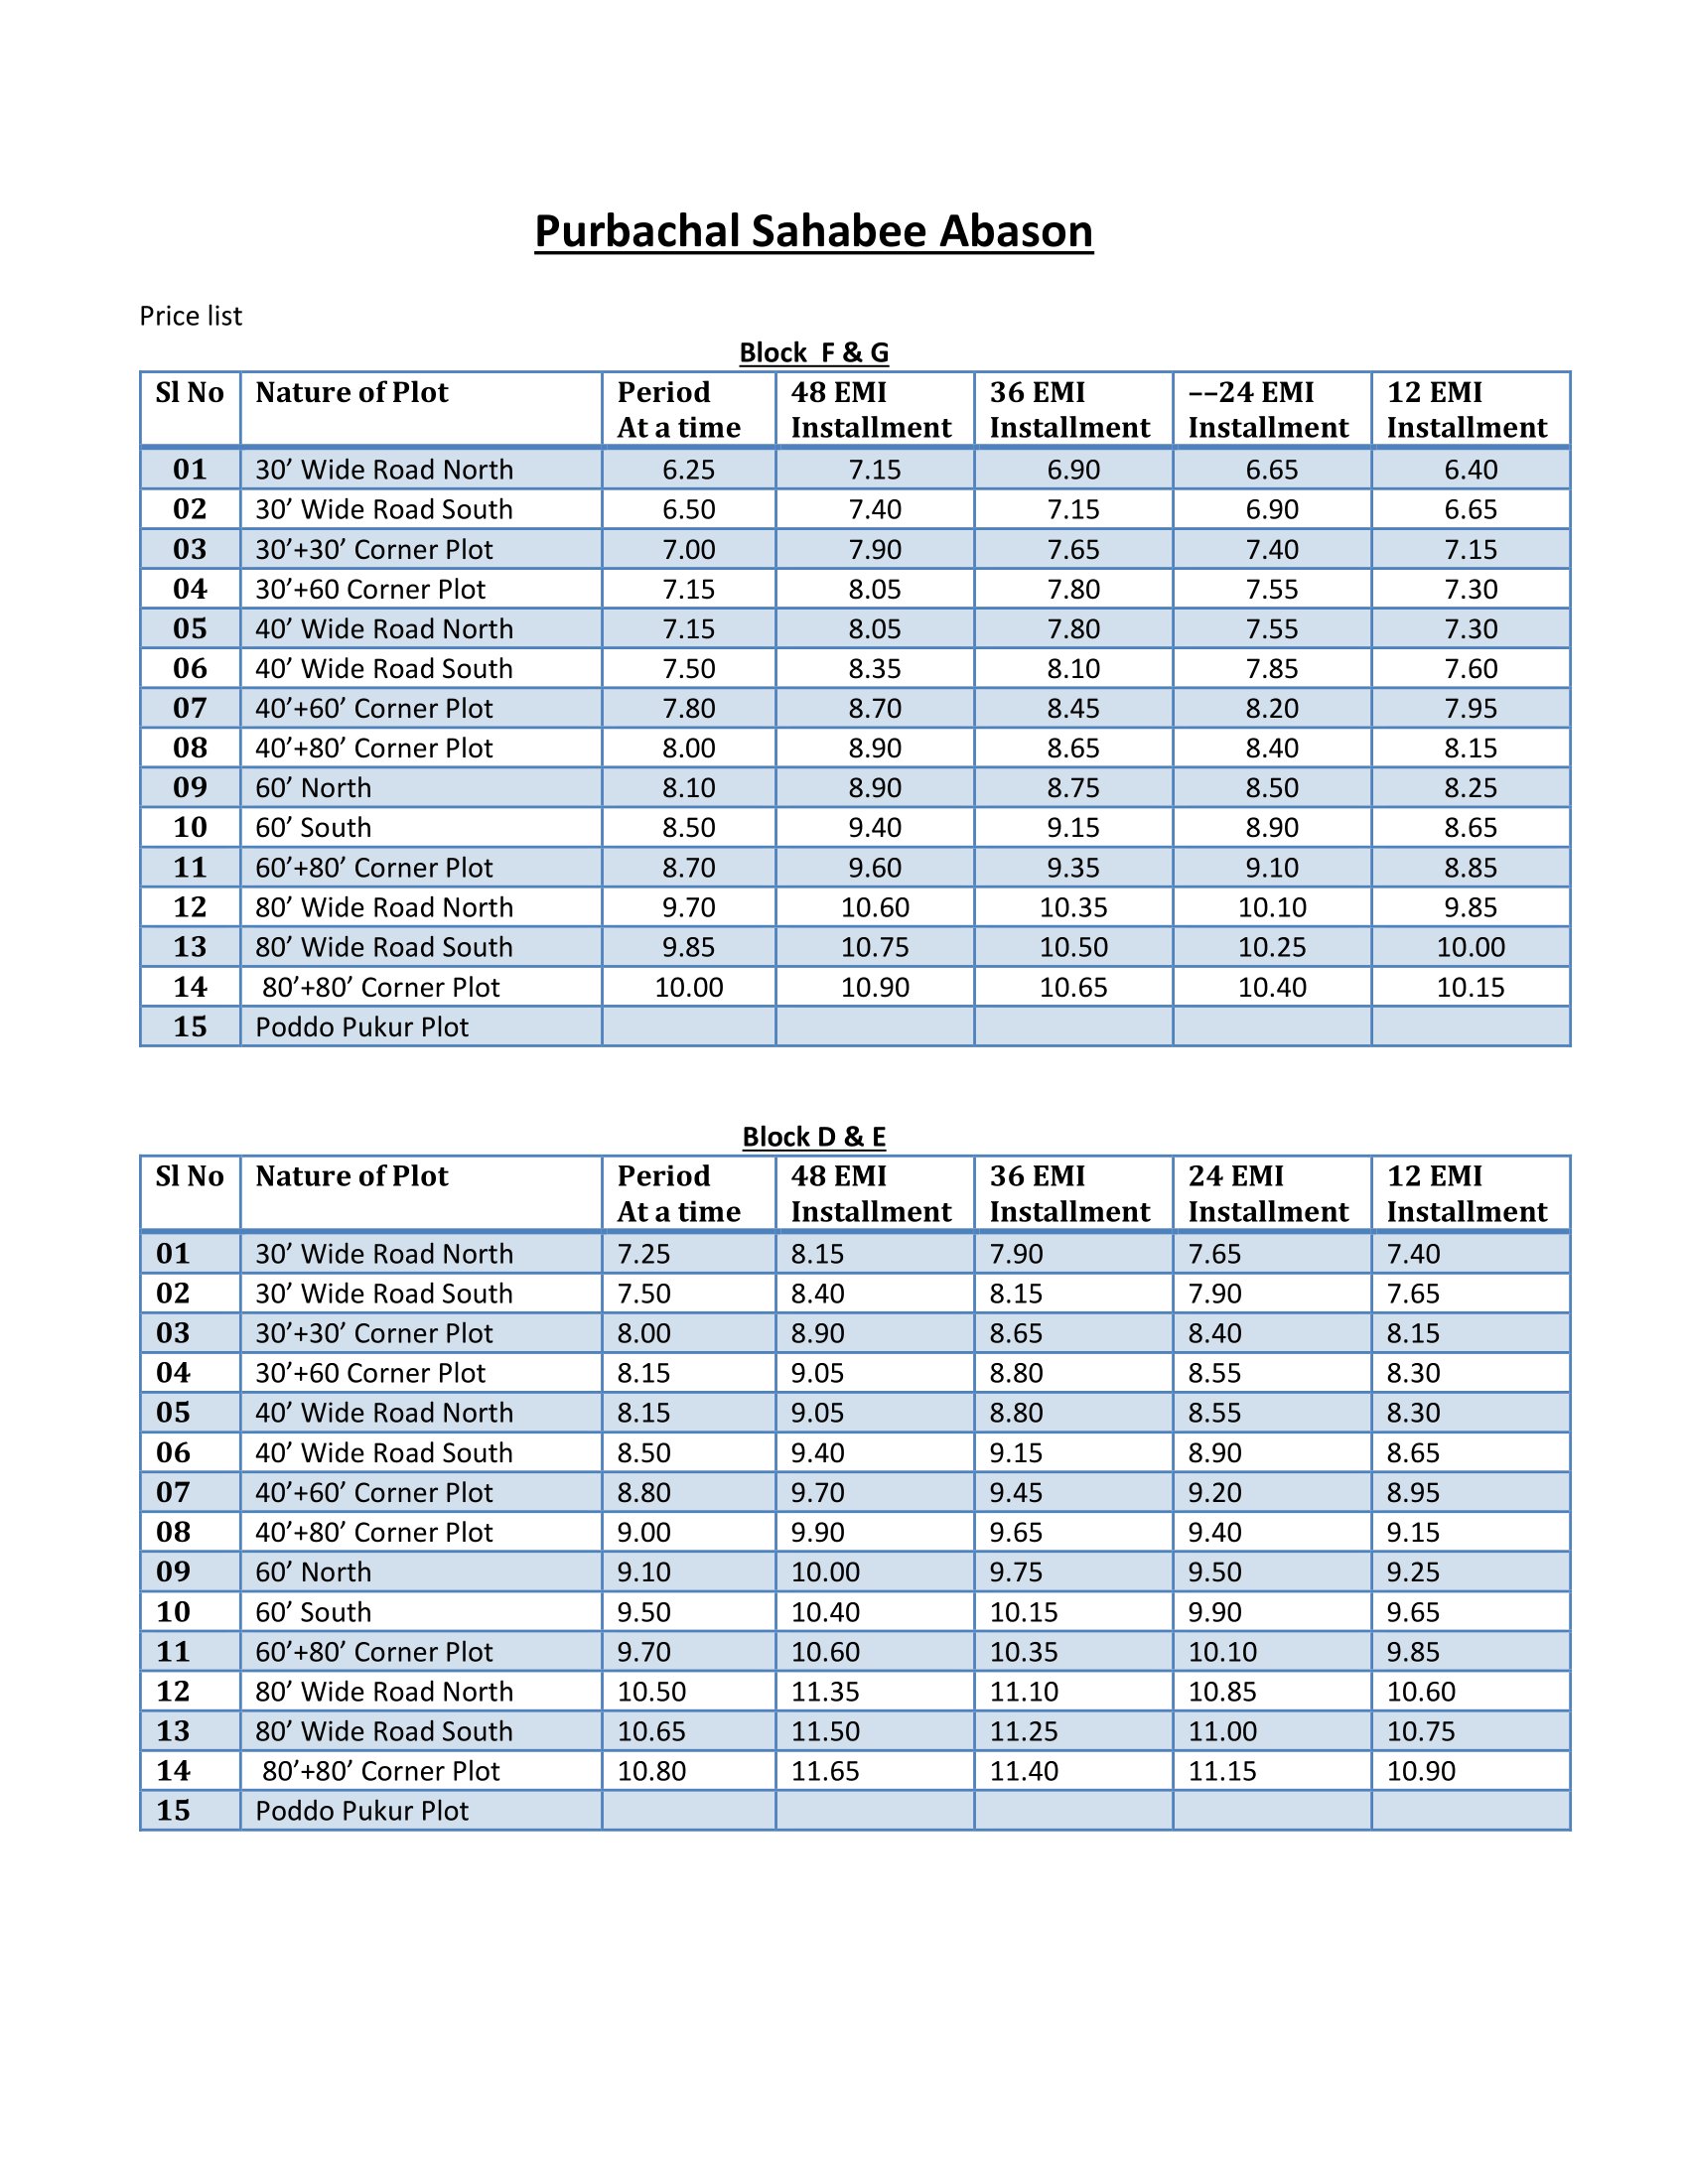 Purbachal Sahabee Abason
Price list
Block  F & G
Sl No Nature of Plot Period At a time 48 EMI Installment 36 EMI Installment ––24 EMI Installment 12 EMI Installment
01 30’ Wide Road North 6.25 7.15 6.90 6.65 6.40
02 30’ Wide Road South 6.50 7.40 7.15 6.90 6.65
03 30’+30’ Corner Plot 7.00 7.90 7.65 7.40 7.15
04 30’+60 Corner Plot 7.15 8.05 7.80 7.55 7.30
05 40’ Wide Road North 7.15 8.05 7.80 7.55 7.30
06 40’ Wide Road South 7.50 8.35 8.10 7.85 7.60
07 40’+60’ Corner Plot 7.80 8.70 8.45 8.20 7.95
08 40’+80’ Corner Plot 8.00 8.90 8.65 8.40 8.15
09 60’ North 8.10 8.90 8.75 8.50 8.25
10 60’ South 8.50 9.40 9.15 8.90 8.65
11 60’+80’ Corner Plot 8.70 9.60 9.35 9.10 8.85
12 80’ Wide Road North 9.70 10.60 10.35 10.10 9.85
13 80’ Wide Road South 9.85 10.75 10.50 10.25 10.00
14 80’+80’ Corner Plot 10.00 10.90 10.65 10.40 10.15
15 Poddo Pukur Plot
Block D & E
Sl No Nature of Plot Period At a time 48 EMI Installment 36 EMI Installment 24 EMI Installment 12 EMI Installment
01 30’ Wide Road North 7.25 8.15 7.90 7.65 7.40
02 30’ Wide Road South 7.50 8.40 8.15 7.90 7.65
03 30’+30’ Corner Plot 8.00 8.90 8.65 8.40 8.15
04 30’+60 Corner Plot 8.15 9.05 8.80 8.55 8.30
05 40’ Wide Road North 8.15 9.05 8.80 8.55 8.30
06 40’ Wide Road South 8.50 9.40 9.15 8.90 8.65
07 40’+60’ Corner Plot 8.80 9.70 9.45 9.20 8.95
08 40’+80’ Corner Plot 9.00 9.90 9.65 9.40 9.15
09 60’ North 9.10 10.00 9.75 9.50 9.25
10 60’ South 9.50 10.40 10.15 9.90 9.65
11 60’+80’ Corner Plot 9.70 10.60 10.35 10.10 9.85
12 80’ Wide Road North 10.50 11.35 11.10 10.85 10.60
13 80’ Wide Road South 10.65 11.50 11.25 11.00 10.75
14 80’+80’ Corner Plot 10.80 11.65 11.40 11.15 10.90
15 Poddo Pukur Plot